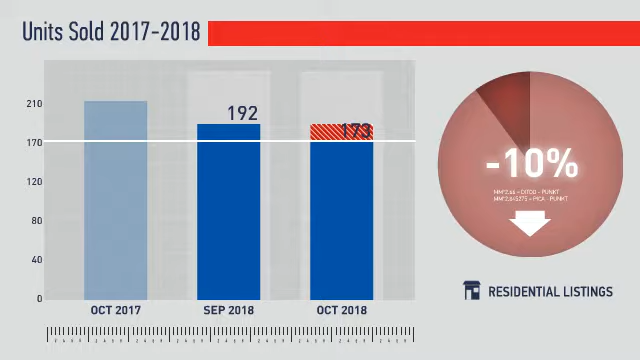 Units Sold 2017-2018
210
170
120
80
40
0
192
173
OCT 2017
SEP 2018
OCT 2018
-10%
RESIDENTIAL LISTINGS